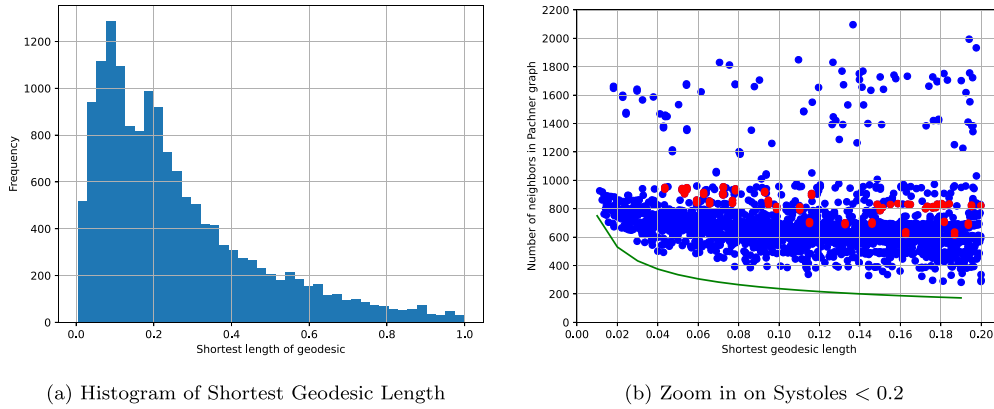 1200
1000
800
600
400
200
0
Frequency
0.0 0.2 0.4 0.6 0.8 1.0
Shortest length of geodesic
(a) Histogram of Shortest Geodesic Length
2200
2000
1800
1600
1400
1200
1000
800
600
400
200
0
Number of neighbors in Pachner graph
0.00 0.02 0.04 0.06 0.08 0.10 0.12 0.14 0.16 0.18 0.20
Shortest geodesic length
(b) Zoom in on Systoles < 0.2